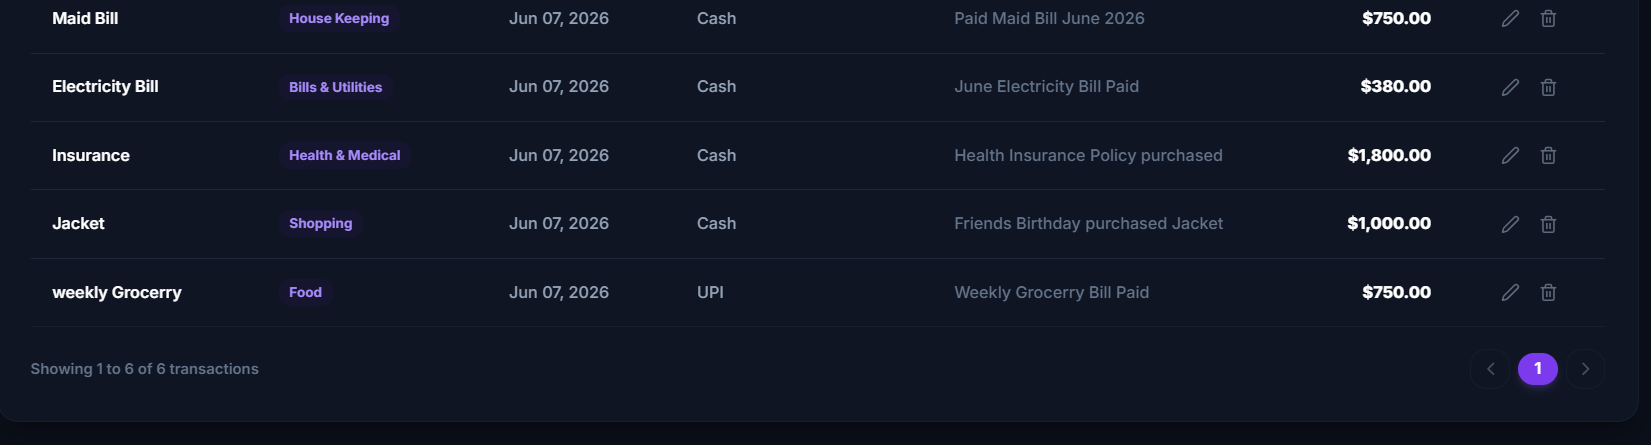 Maid Bill House Keeping Jun 07, 2026 Cash Paid Maid Bill June 2026 $750.00
Electricity Bill Bills & Utilities Jun 07, 2026 Cash June Electricity Bill Paid $380.00
Insurance Health & Medical Jun 07, 2026 Cash Health Insurance Policy purchased $1,800.00
Jacket Shopping Jun 07, 2026 Cash Friends Birthday purchased Jacket $1,000.00
weekly Grocerry Food Jun 07, 2026 UPI Weekly Grocerry Bill Paid $750.00
Showing 1 to 6 of 6 transactions 1